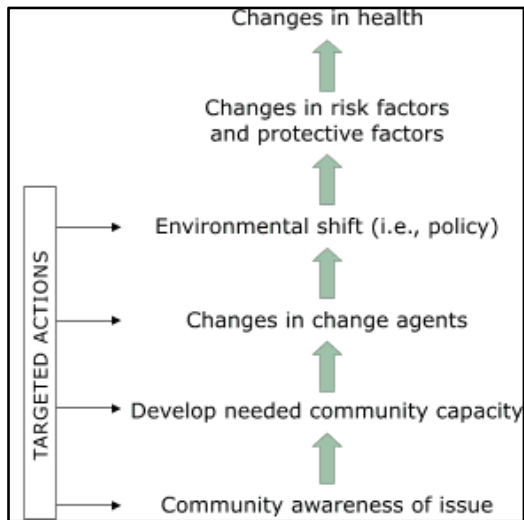 Changes in health
Changes in risk factors
and protective factors
Environmental shift (i.e., policy)
Changes in change agents
Develop needed community capacity
Community awareness of issue
TARGETED ACTIONS